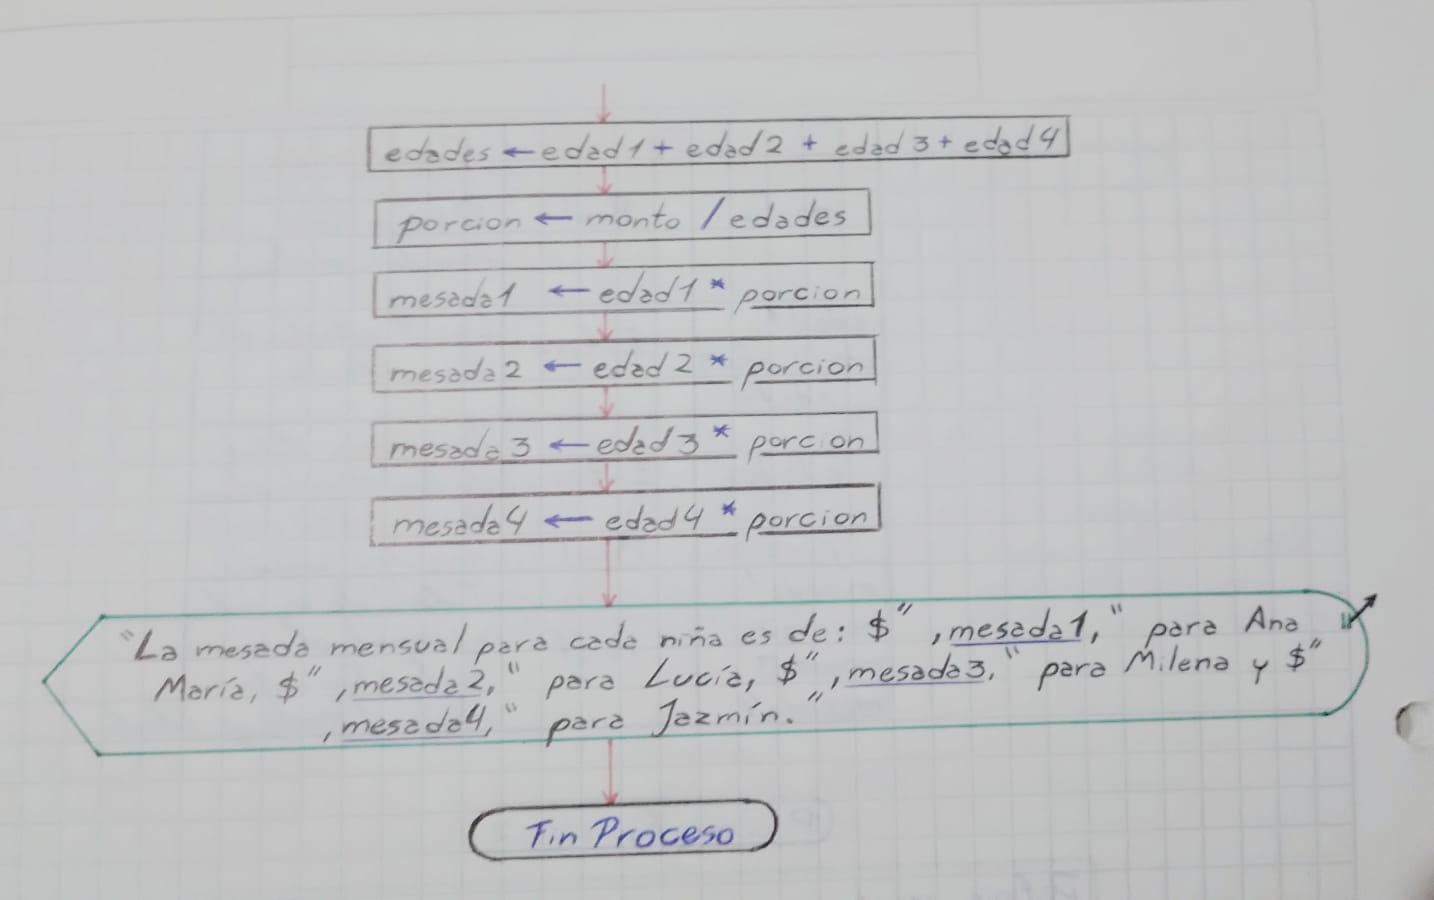 edades ← edad1 + edad2 + edad3 + edad4
porcion ← monto / edades
mesada1 ← edad1 * porcion
mesada2 ← edad2 * porcion
mesada3 ← edad3 * porcion
mesada4 ← edad4 * porcion
"La mesada mensual para cada niña es de: $", mesada1, " para Ana
María, $", mesada2, " para Lucía, $", mesada3, " para Milena y $"
, mesada4, " para Jazmín."
Fin Proceso